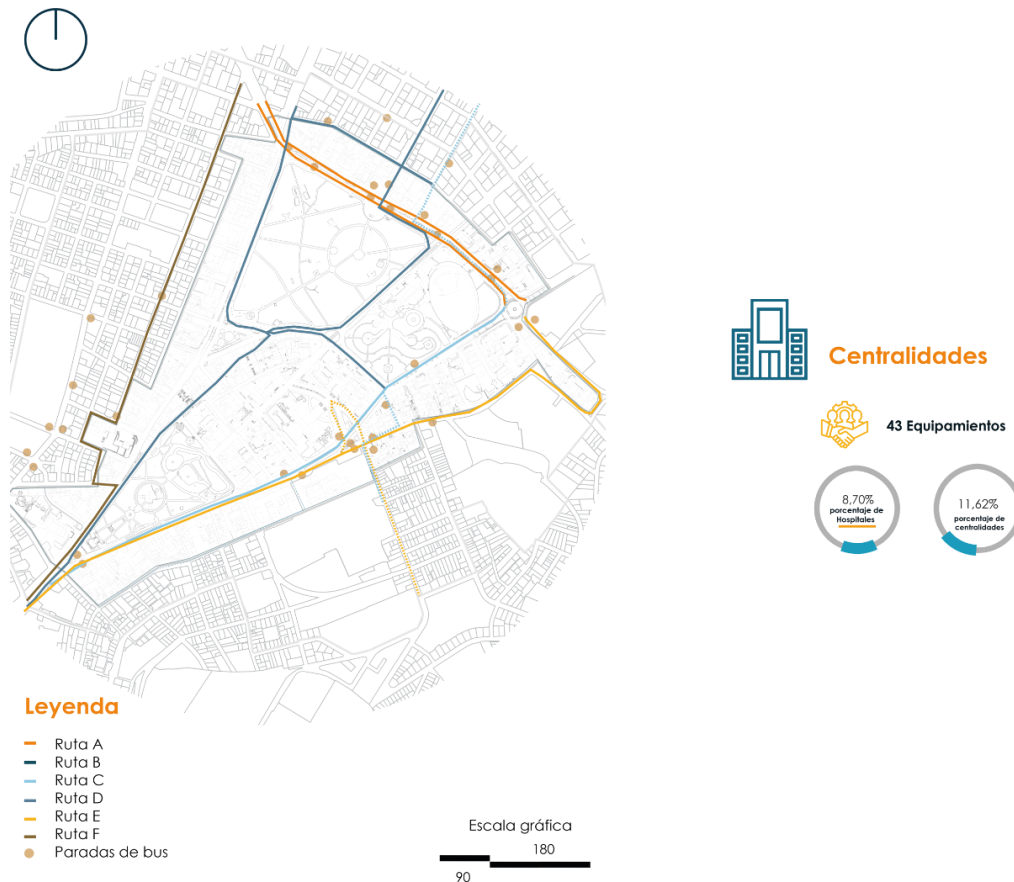 Centralidades
43 Equipamientos
8,70%
porcentaje de
Hospitales
11,62%
porcentaje de
centralidades
Leyenda
Ruta A
Ruta B
Ruta C
Ruta D
Ruta E
Ruta F
Paradas de bus
Escala gráfica
180
90